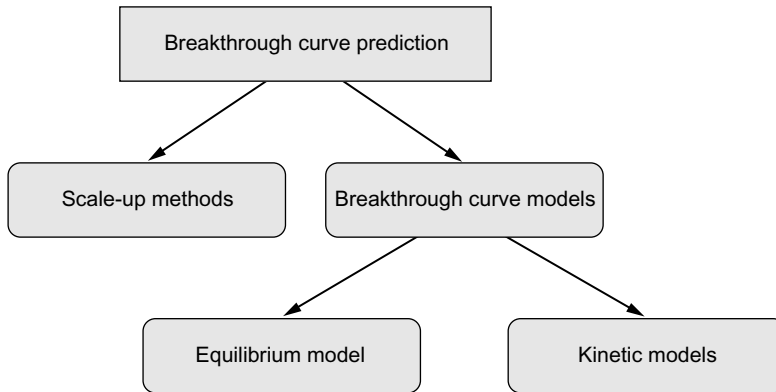 Breakthrough curve prediction
Scale-up methods
Breakthrough curve models
Equilibrium model
Kinetic models